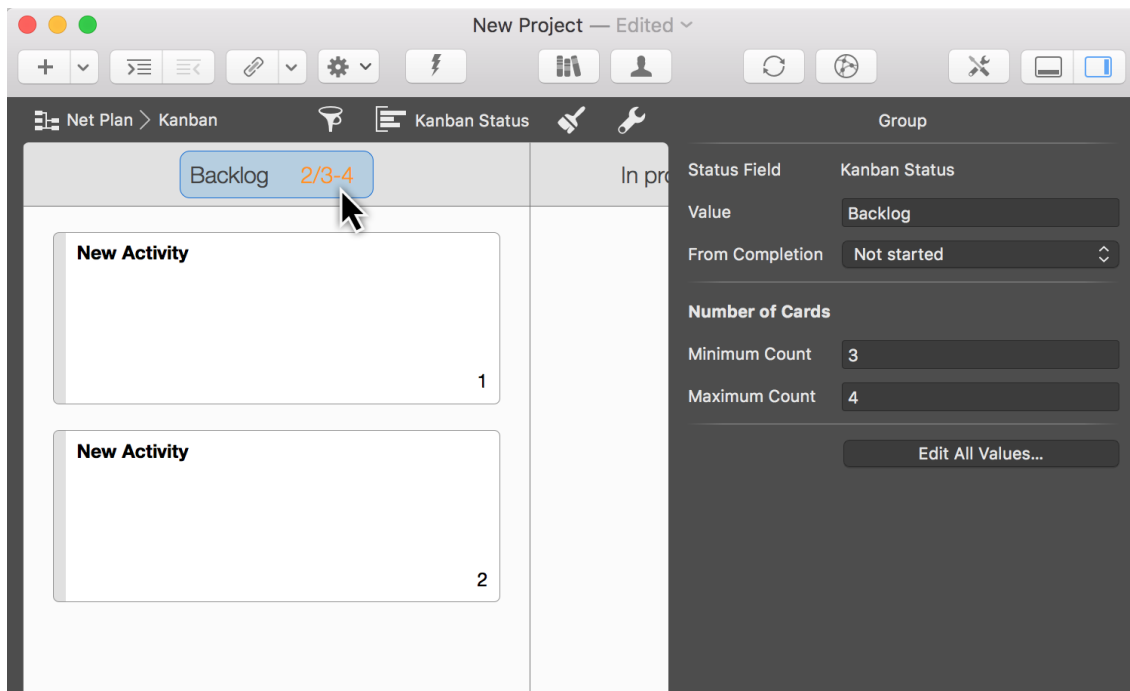 New Project — Edited
Net Plan > Kanban
Kanban Status
Group
Backlog 2/3-4
In pro
Status Field Kanban Status
Value Backlog
From Completion Not started
Number of Cards
Minimum Count 3
Maximum Count 4
Edit All Values...
New Activity
1
New Activity
2